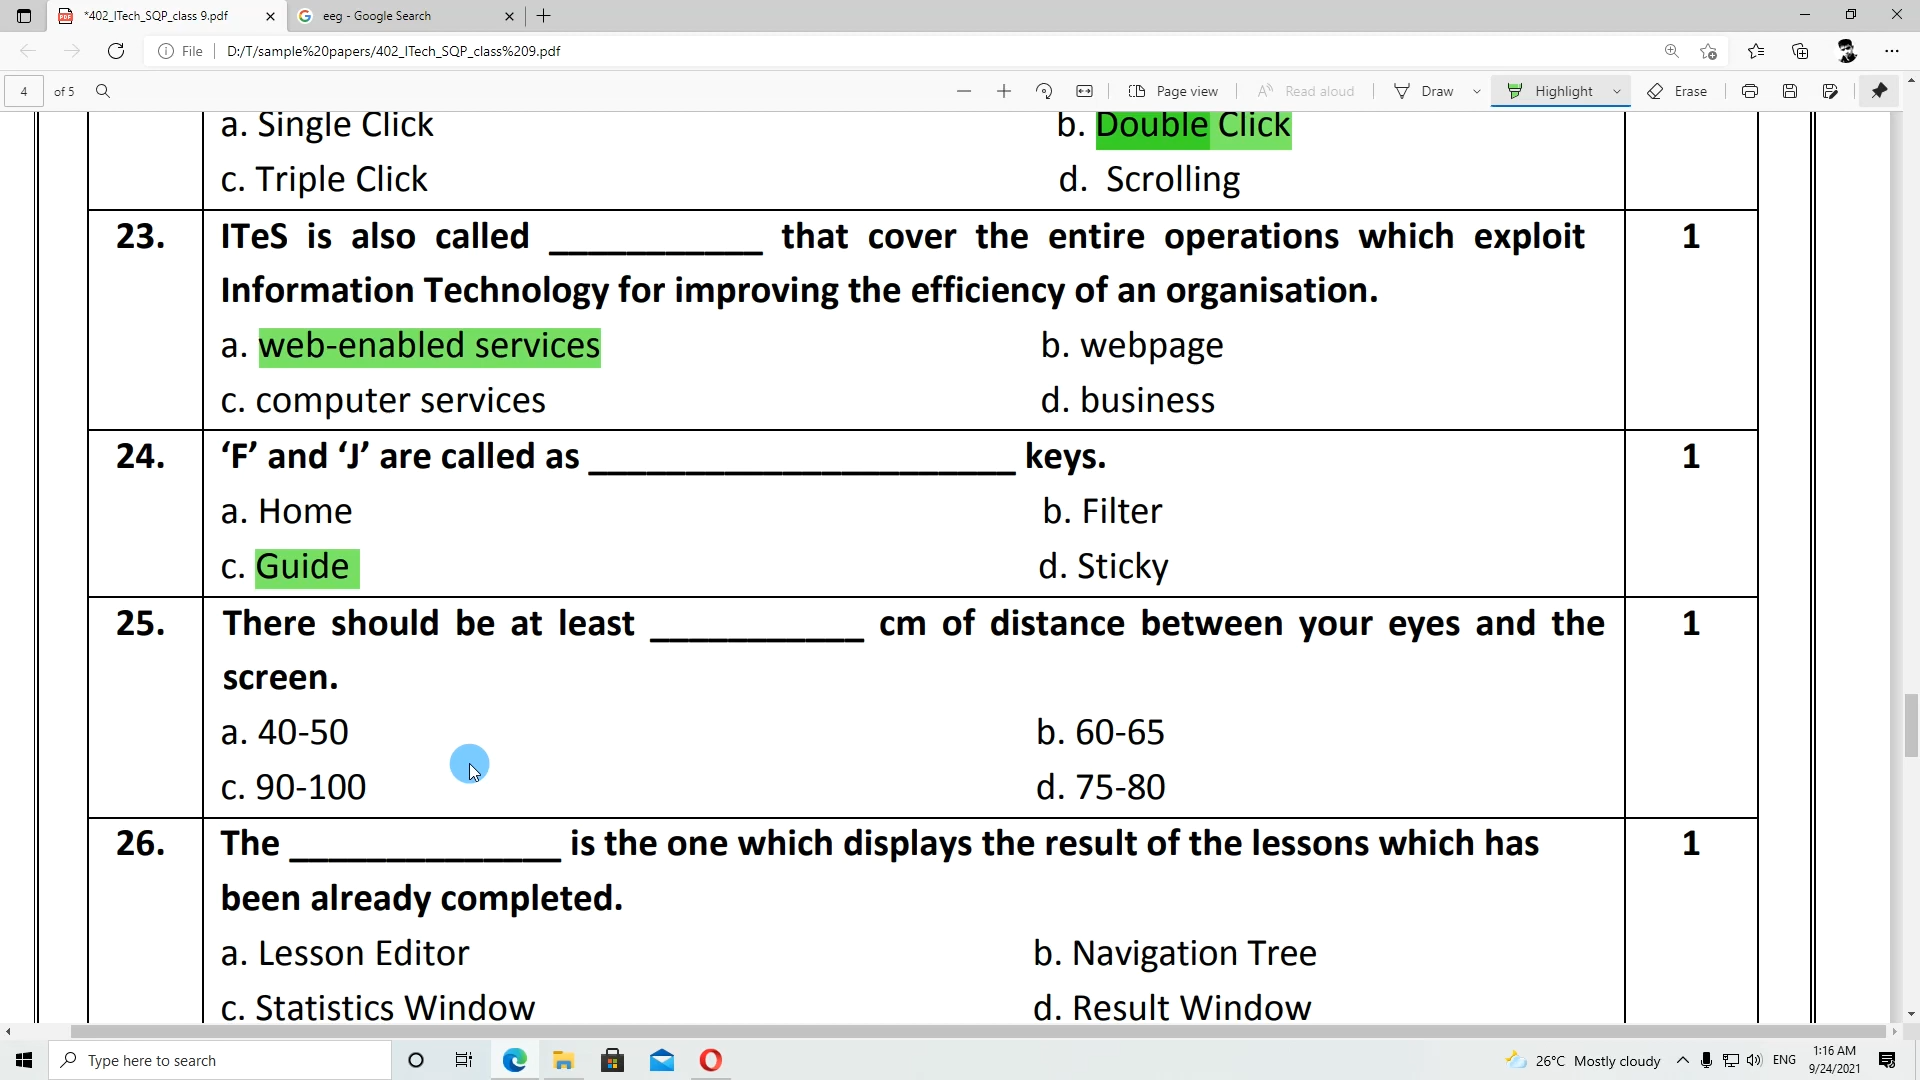 *402_ITech_SQP_class 9.pdf
eeg - Google Search
File
D:/T/sample%20papers/402_ITech_SQP_class%209.pdf
4 of 5
Page view
Read aloud
Draw
Highlight
Erase
a. Single Click b. Double Click
c. Triple Click d. Scrolling
23. ITeS is also called ___________ that cover the entire operations which exploit 1
Information Technology for improving the efficiency of an organisation.
a. web-enabled services b. webpage
c. computer services d. business
24. ‘F’ and ‘J’ are called as ______________________ keys. 1
a. Home b. Filter
c. Guide d. Sticky
25. There should be at least ___________ cm of distance between your eyes and the 1
screen.
a. 40-50 b. 60-65
c. 90-100 d. 75-80
26. The ______________ is the one which displays the result of the lessons which has 1
been already completed.
a. Lesson Editor b. Navigation Tree
c. Statistics Window d. Result Window
Type here to search
26°C Mostly cloudy
ENG
1:16 AM
9/24/2021